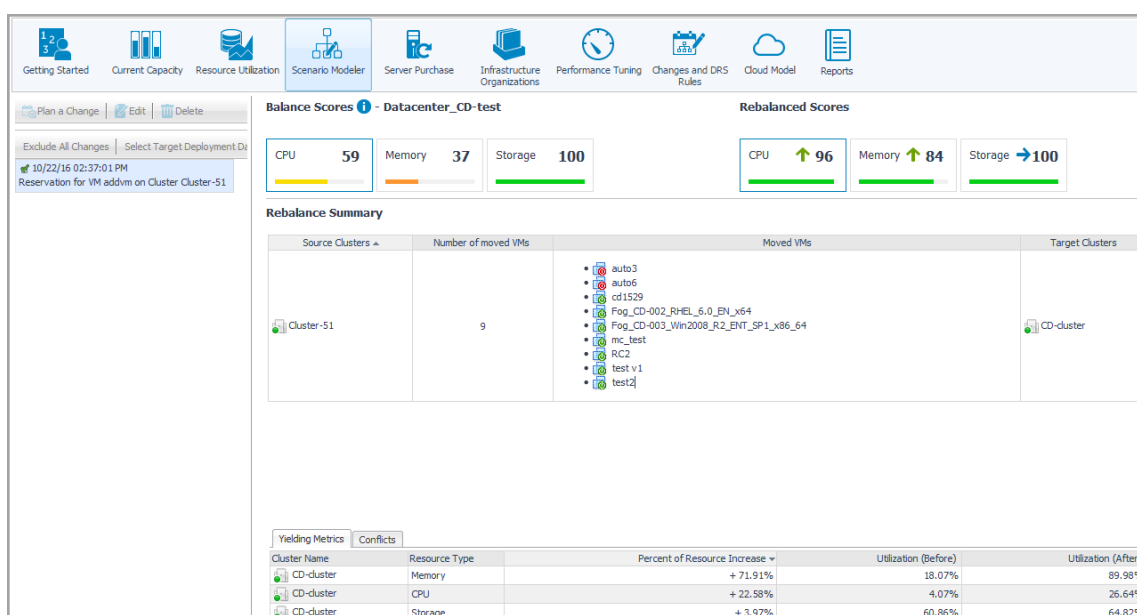 Getting Started
Current Capacity
Resource Utilization
Scenario Modeler
Server Purchase
Infrastructure
Organizations
Performance Tuning
Changes and DRS
Rules
Cloud Model
Reports
Plan a Change
Edit
Delete
Exclude All Changes
Select Target Deployment Da
10/22/16 02:37:01 PM
Reservation for VM addvm on Cluster Cluster-51
Balance Scores i - Datacenter_CD-test
CPU 59
Memory 37
Storage 100
Rebalanced Scores
CPU 96
Memory 84
Storage 100
Rebalance Summary
Source Clusters Number of moved VMs Moved VMs Target Clusters
Cluster-51
9
• auto3
• auto6
• cd1529
• Fog_CD-002_RHEL_6.0_EN_x64
• Fog_CD-003_Win2008_R2_ENT_SP1_x86_64
• mc_test
• RC2
• test v1
• test2
CD-cluster
Yielding Metrics
Conflicts
Cluster Name Resource Type Percent of Resource Increase Utilization (Before) Utilization (After
CD-cluster Memory + 71.91% 18.07% 89.98%
CD-cluster CPU + 22.58% 4.07% 26.64%
CD-cluster Storage + 3.97% 60.86% 64.82%